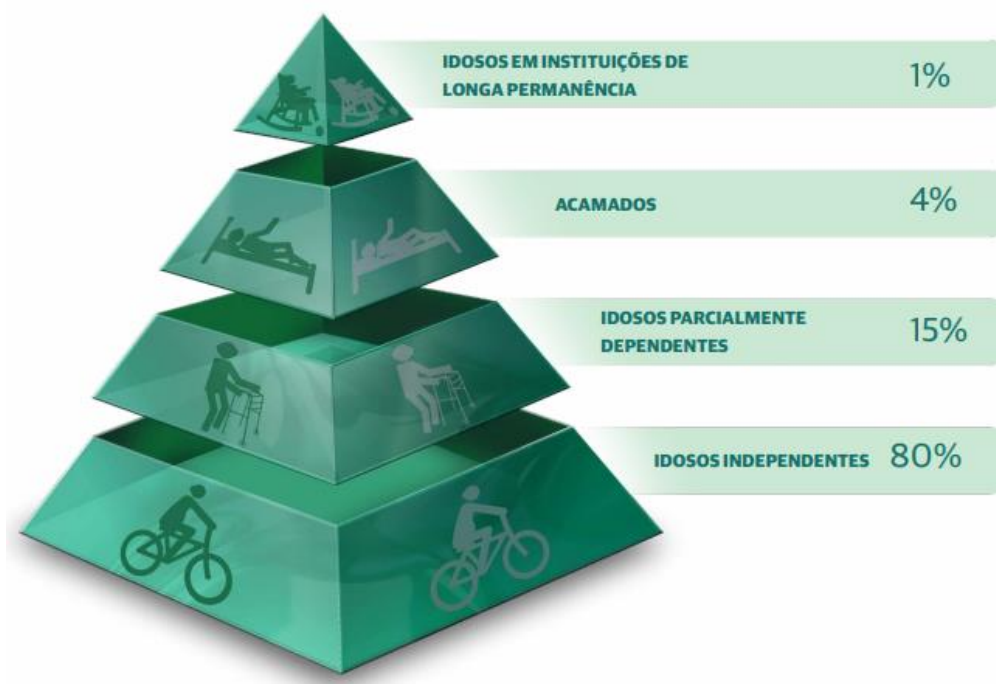 IDOSOS EM INSTITUIÇÕES DE
LONGA PERMANÊNCIA
1%
ACAMADOS
4%
IDOSOS PARCIALMENTE
DEPENDENTES
15%
IDOSOS INDEPENDENTES 80%